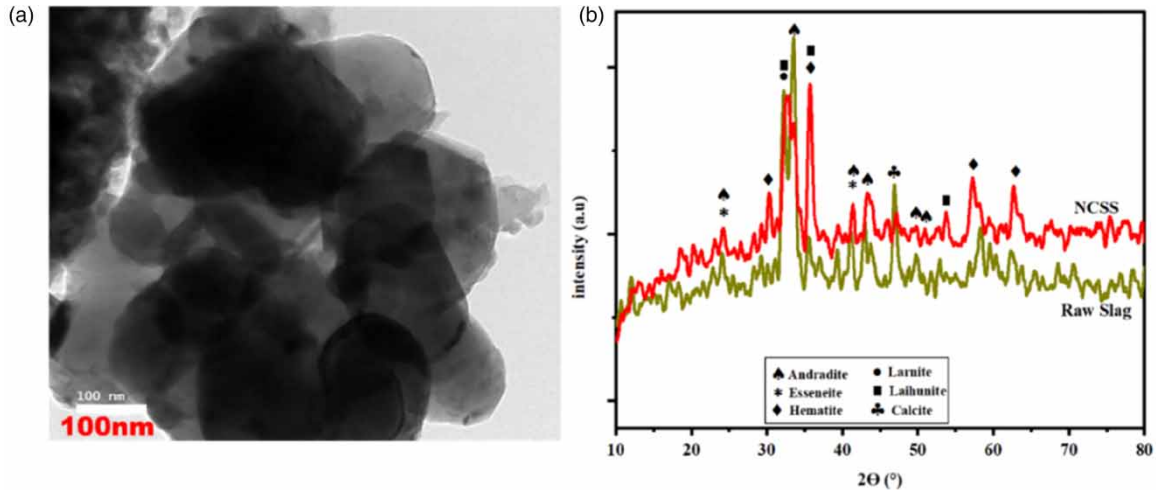 (a)
100 nm
100nm
(b)
intensity (a.u)
NCSS
Raw Slag
Andradite
Esseneite
Hematite
Larnite
Laihunite
Calcite
10 20 30 40 50 60 70 80
2Θ (°)